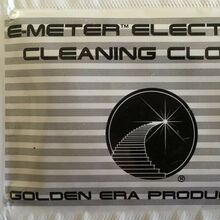 E-METER™ ELECT
CLEANING CLO
®
GOLDEN ERA PRODU